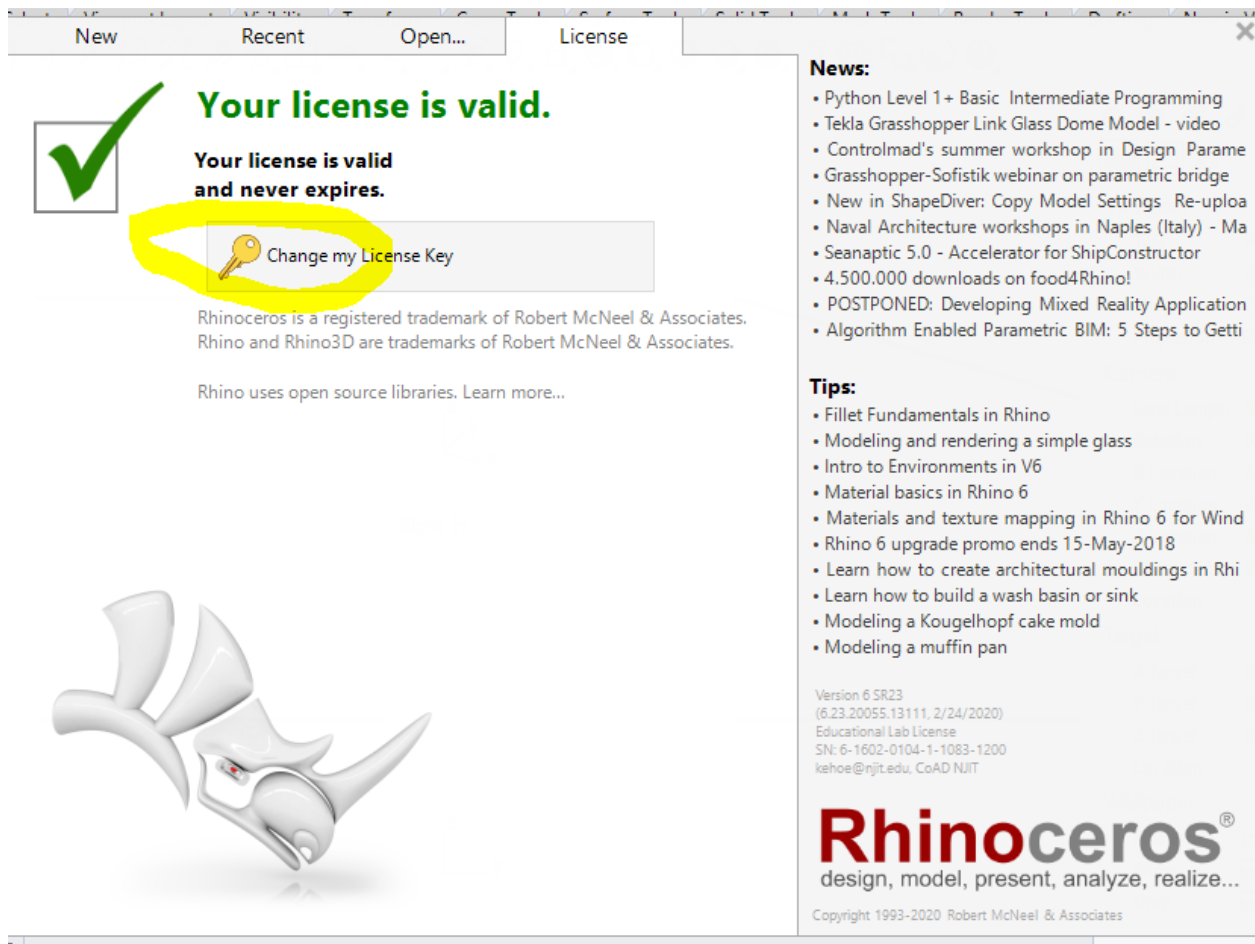 New Recent Open... License
Your license is valid.
Your license is valid
and never expires.
Change my License Key
Rhinoceros is a registered trademark of Robert McNeel & Associates.
Rhino and Rhino3D are trademarks of Robert McNeel & Associates.
Rhino uses open source libraries. Learn more...
News:
• Python Level 1+ Basic Intermediate Programming
• Tekla Grasshopper Link Glass Dome Model - video
• Controlmad's summer workshop in Design Parame
• Grasshopper-Sofistik webinar on parametric bridge
• New in ShapeDiver: Copy Model Settings Re-uploa
• Naval Architecture workshops in Naples (Italy) - Ma
• Seanaptic 5.0 - Accelerator for ShipConstructor
• 4.500.000 downloads on food4Rhino!
• POSTPONED: Developing Mixed Reality Application
• Algorithm Enabled Parametric BIM: 5 Steps to Getti
Tips:
• Fillet Fundamentals in Rhino
• Modeling and rendering a simple glass
• Intro to Environments in V6
• Material basics in Rhino 6
• Materials and texture mapping in Rhino 6 for Wind
• Rhino 6 upgrade promo ends 15-May-2018
• Learn how to create architectural mouldings in Rhi
• Learn how to build a wash basin or sink
• Modeling a Kougelhopf cake mold
• Modeling a muffin pan
Version 6 SR23
(6.23.20055.13111, 2/24/2020)
Educational Lab License
SN: 6-1602-0104-1-1083-1200
kehoe@njit.edu, CoAD NJIT
Rhinoceros®
design, model, present, analyze, realize...
Copyright 1993-2020 Robert McNeel & Associates